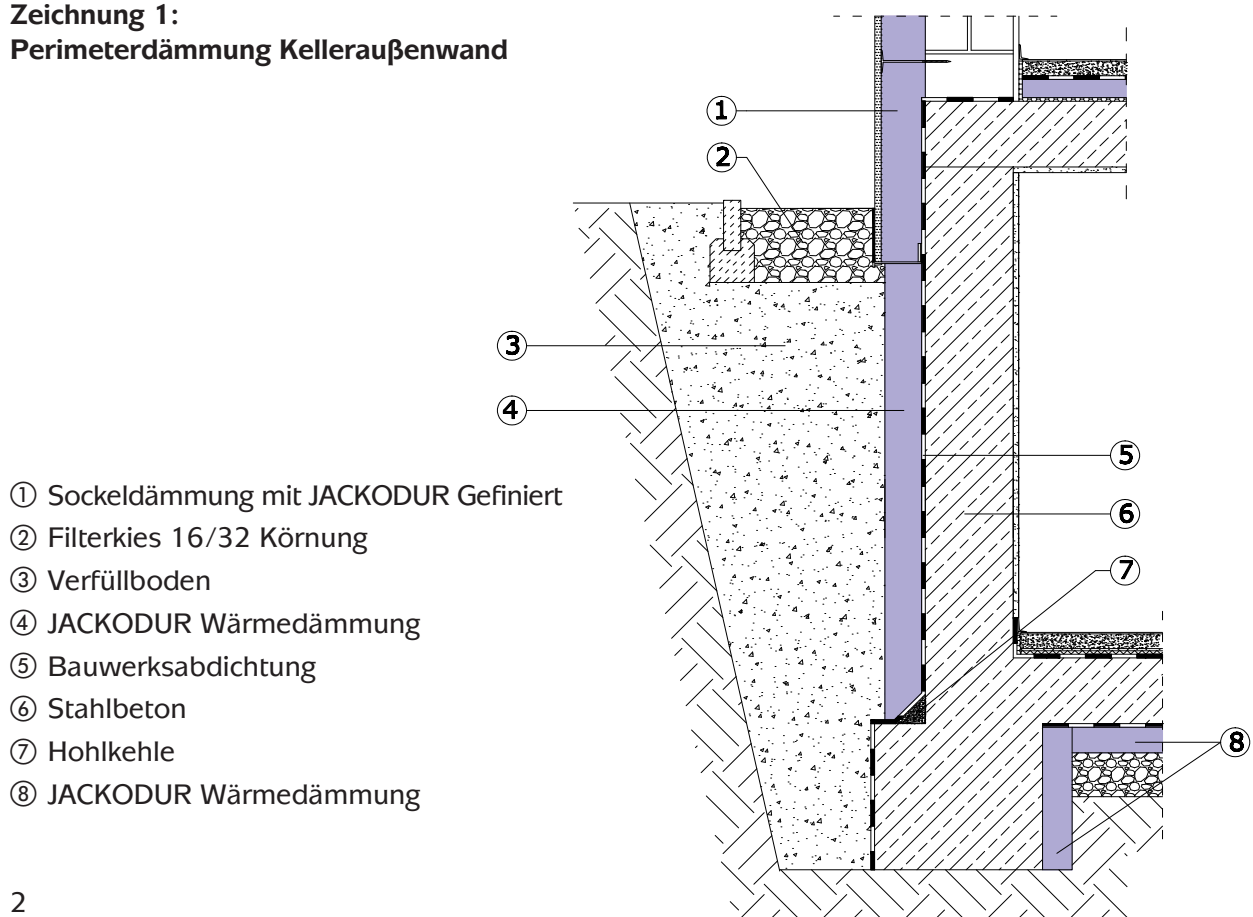 Zeichnung 1:
Perimeterdämmung Kelleraußenwand
①
②
③
④
⑤
⑥
⑦
⑧
① Sockeldämmung mit JACKODUR Gefiniert
② Filterkies 16/32 Körnung
③ Verfüllboden
④ JACKODUR Wärmedämmung
⑤ Bauwerksabdichtung
⑥ Stahlbeton
⑦ Hohlkehle
⑧ JACKODUR Wärmedämmung
2